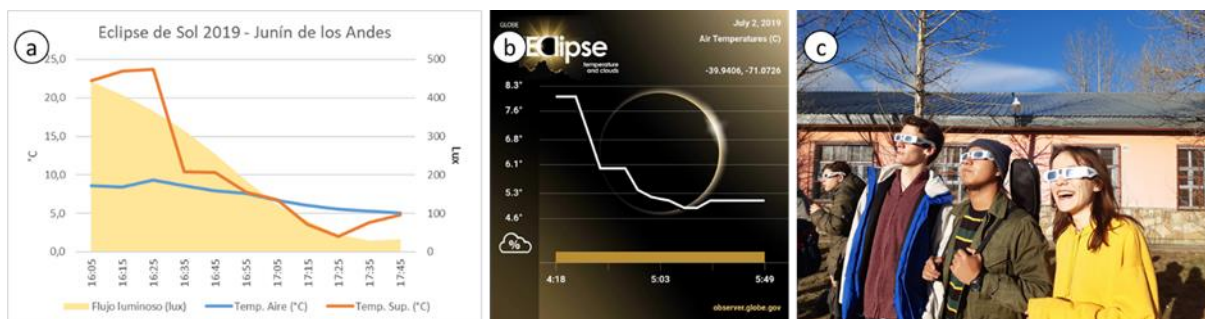 a
Eclipse de Sol 2019 - Junín de los Andes
25,0
20,0
15,0
10,0
5,0
0,0
°C
500
400
300
200
100
0
Lux
16:05
16:15
16:25
16:35
16:45
16:55
17:05
17:15
17:25
17:35
17:45
Flujo luminoso (lux)
Temp. Aire (°C)
Temp. Sup. (°C)
b
GLOBE
Eclipse
temperature
and clouds
July 2, 2019
Air Temperatures (C)
-39.9406, -71.0726
8.3°
7.6°
6.8°
6.1°
5.3°
4.6°
%
4:18
5:03
5:49
observer.globe.gov
c